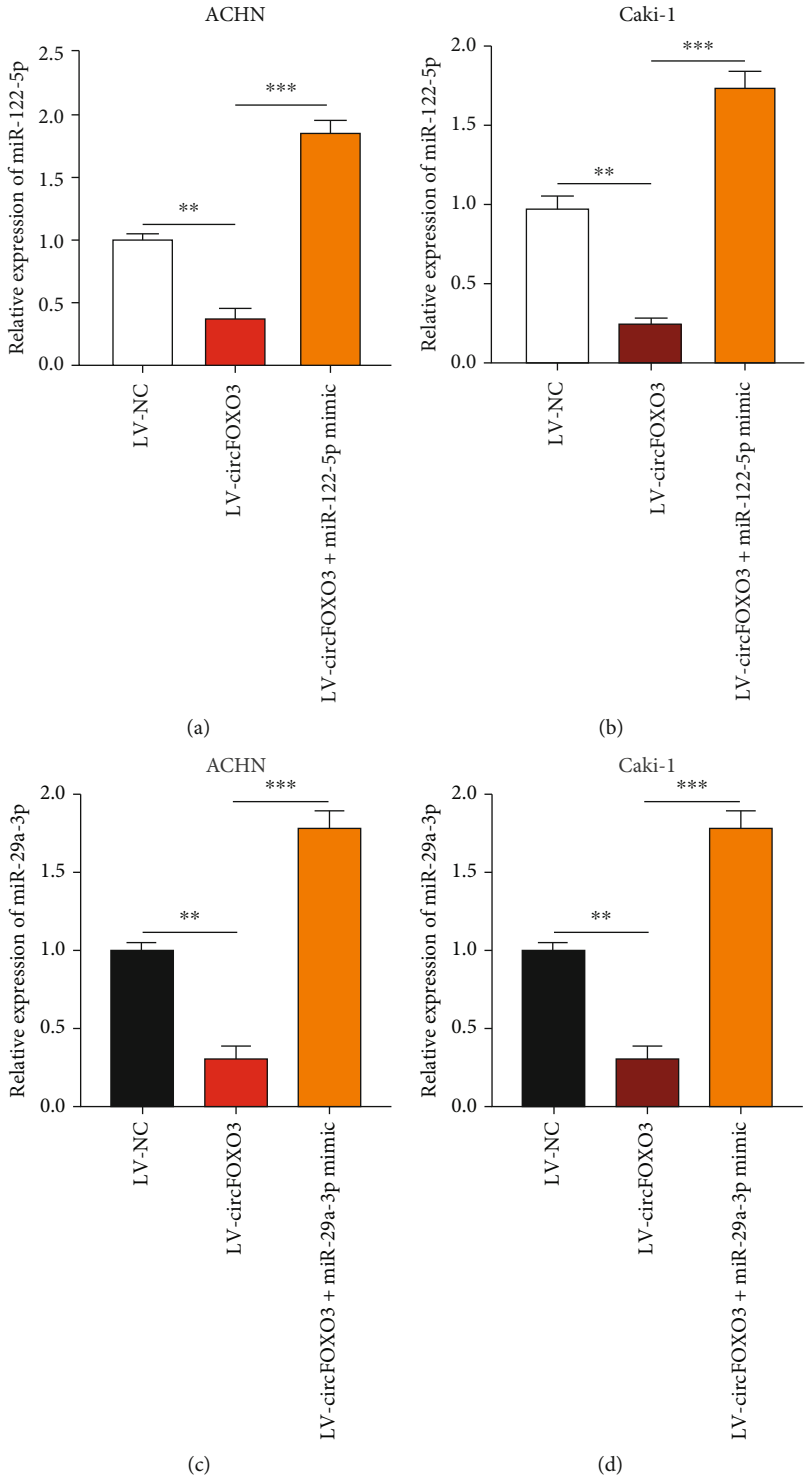 ACHN
Relative expression of miR-122-5p
2.5
2.0
1.5
1.0
0.5
0.0
**
***
LV-NC
LV-circFOXO3
LV-circFOXO3 + miR-122-5p mimic
(a)
Caki-1
Relative expression of miR-122-5p
2.0
1.5
1.0
0.5
0.0
**
***
LV-NC
LV-circFOXO3
LV-circFOXO3 + miR-122-5p mimic
(b)
ACHN
Relative expression of miR-29a-3p
2.0
1.5
1.0
0.5
0.0
**
***
LV-NC
LV-circFOXO3
LV-circFOXO3 + miR-29a-3p mimic
(c)
Caki-1
Relative expression of miR-29a-3p
2.0
1.5
1.0
0.5
0.0
**
***
LV-NC
LV-circFOXO3
LV-circFOXO3 + miR-29a-3p mimic
(d)